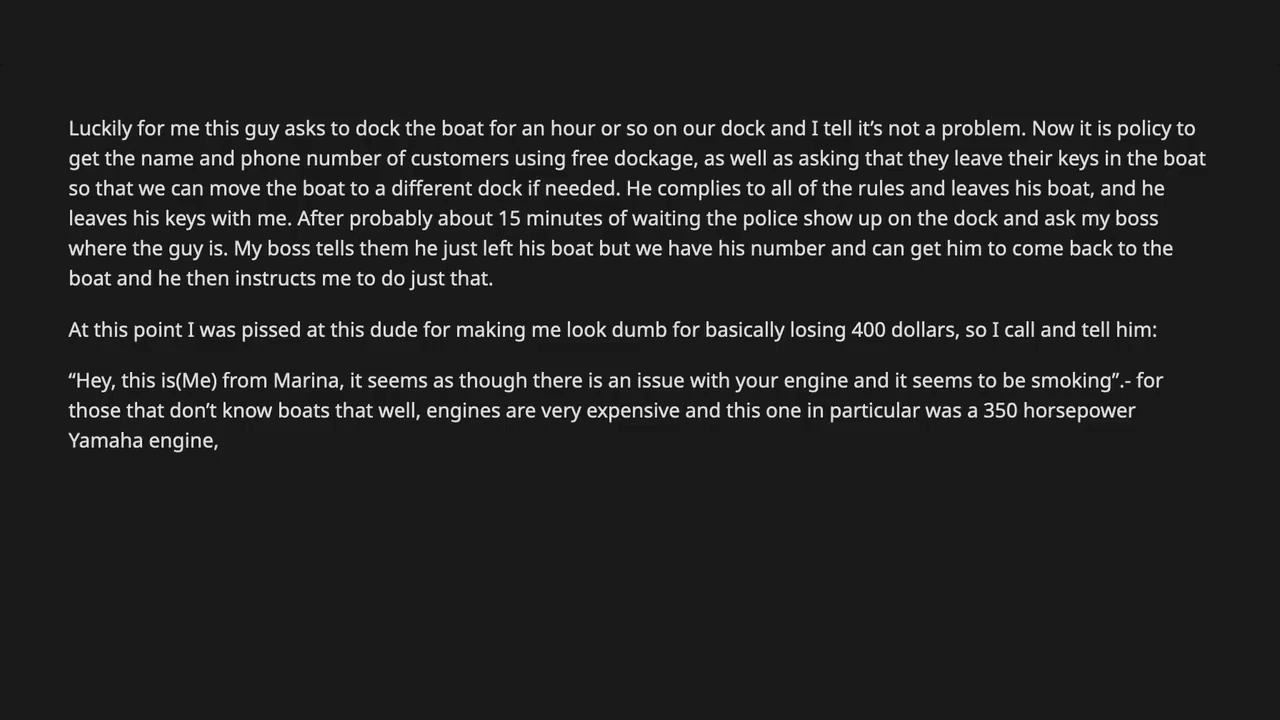 Luckily for me this guy asks to dock the boat for an hour or so on our dock and I tell it’s not a problem. Now it is policy to
get the name and phone number of customers using free dockage, as well as asking that they leave their keys in the boat
so that we can move the boat to a different dock if needed. He complies to all of the rules and leaves his boat, and he
leaves his keys with me. After probably about 15 minutes of waiting the police show up on the dock and ask my boss
where the guy is. My boss tells them he just left his boat but we have his number and can get him to come back to the
boat and he then instructs me to do just that.
At this point I was pissed at this dude for making me look dumb for basically losing 400 dollars, so I call and tell him:
“Hey, this is(Me) from Marina, it seems as though there is an issue with your engine and it seems to be smoking”.- for
those that don’t know boats that well, engines are very expensive and this one in particular was a 350 horsepower
Yamaha engine,